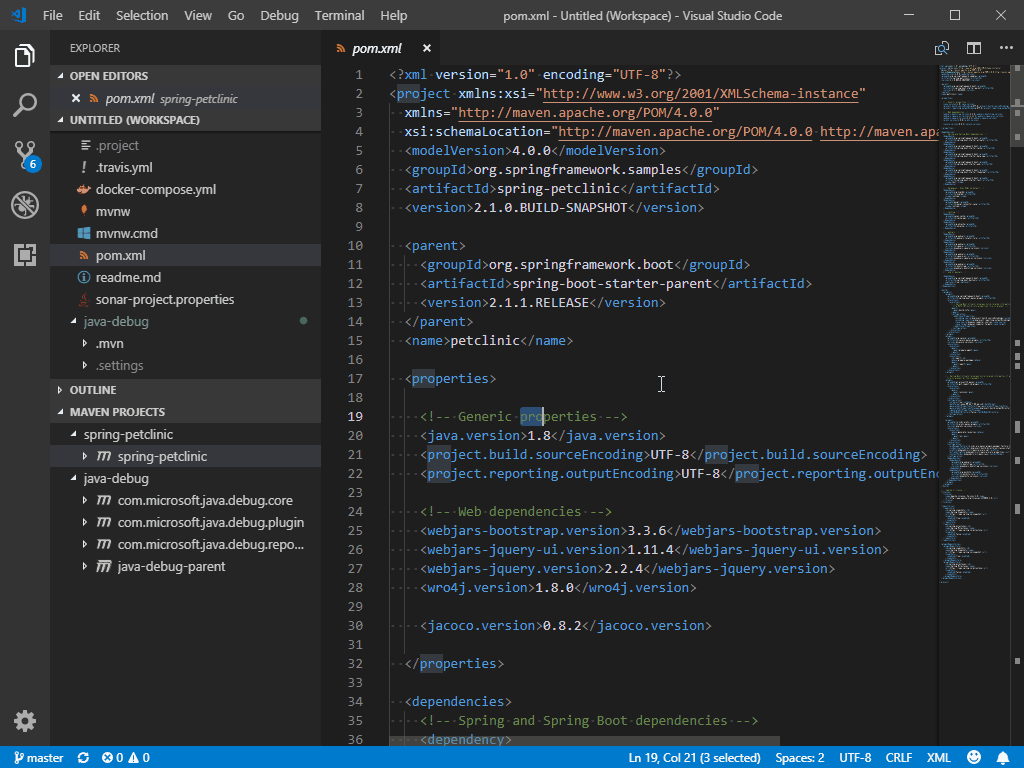 File Edit Selection View Go Debug Terminal Help pom.xml - Untitled (Workspace) - Visual Studio Code
EXPLORER
OPEN EDITORS
pom.xml spring-petclinic
UNTITLED (WORKSPACE)
.project
.travis.yml
docker-compose.yml
mvnw
mvnw.cmd
pom.xml
readme.md
sonar-project.properties
java-debug
.mvn
.settings
OUTLINE
MAVEN PROJECTS
spring-petclinic
spring-petclinic
java-debug
com.microsoft.java.debug.core
com.microsoft.java.debug.plugin
com.microsoft.java.debug.repo...
java-debug-parent
6
pom.xml
1 <?xml version="1.0" encoding="UTF-8"?>
2 <project xmlns:xsi="http://www.w3.org/2001/XMLSchema-instance"
3 xmlns="http://maven.apache.org/POM/4.0.0"
4 xsi:schemaLocation="http://maven.apache.org/POM/4.0.0 http://maven.apa
5 <modelVersion>4.0.0</modelVersion>
6 <groupId>org.springframework.samples</groupId>
7 <artifactId>spring-petclinic</artifactId>
8 <version>2.1.0.BUILD-SNAPSHOT</version>
9
10 <parent>
11 <groupId>org.springframework.boot</groupId>
12 <artifactId>spring-boot-starter-parent</artifactId>
13 <version>2.1.1.RELEASE</version>
14 </parent>
15 <name>petclinic</name>
16
17 <properties>
18
19 <!-- Generic properties -->
20 <java.version>1.8</java.version>
21 <project.build.sourceEncoding>UTF-8</project.build.sourceEncoding>
22 <project.reporting.outputEncoding>UTF-8</project.reporting.outputEnc
23
24 <!-- Web dependencies -->
25 <webjars-bootstrap.version>3.3.6</webjars-bootstrap.version>
26 <webjars-jquery-ui.version>1.11.4</webjars-jquery-ui.version>
27 <webjars-jquery.version>2.2.4</webjars-jquery.version>
28 <wro4j.version>1.8.0</wro4j.version>
29
30 <jacoco.version>0.8.2</jacoco.version>
31
32 </properties>
33
34 <dependencies>
35 <!-- Spring and Spring Boot dependencies -->
36 <dependency>
master 0 0 Ln 19, Col 21 (3 selected) Spaces: 2 UTF-8 CRLF XML